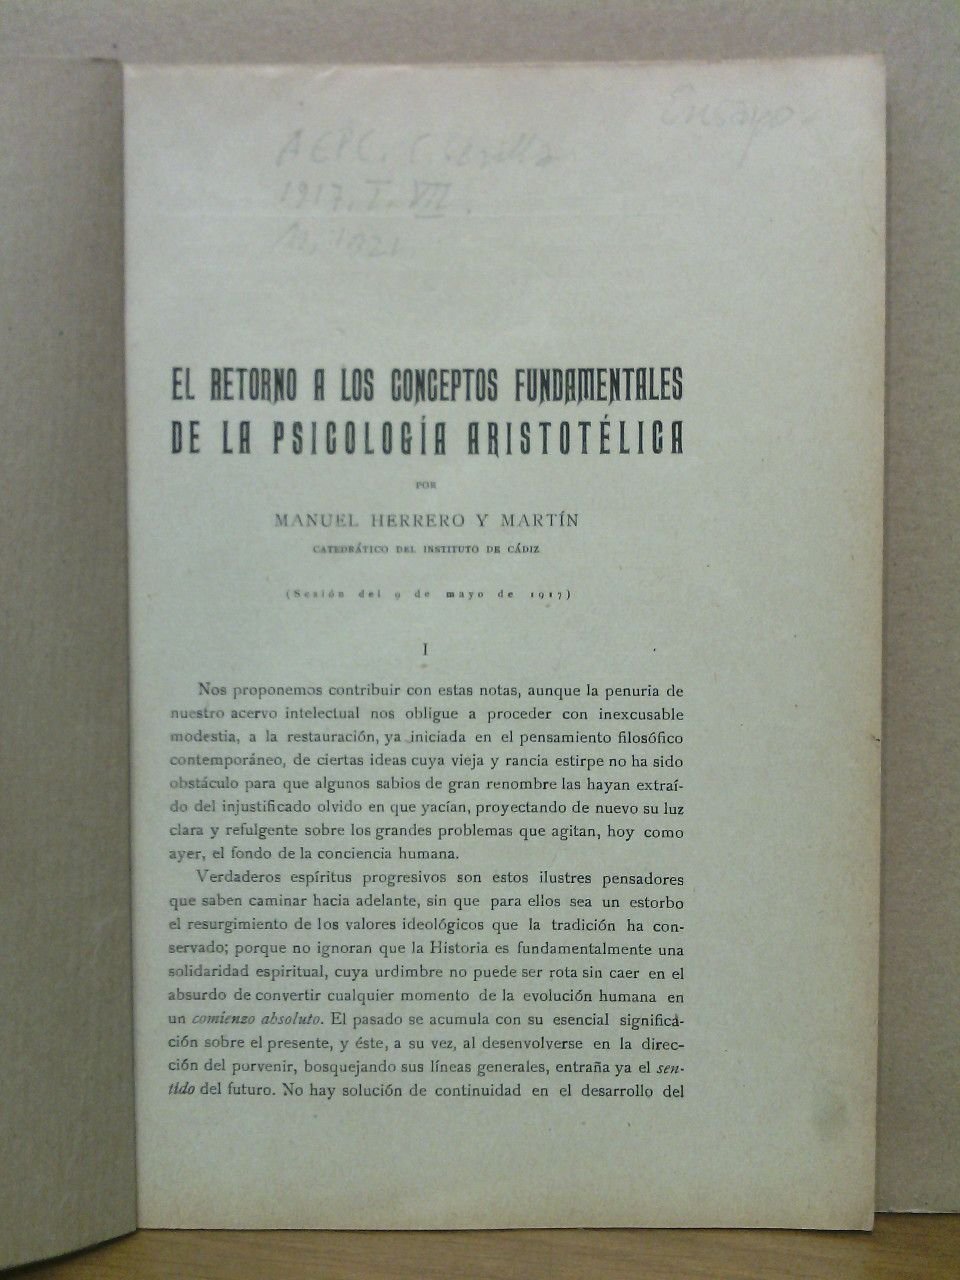 Ensayo
AEPC. C. Sevilla
1917. T. VII.
EL RETORNO A LOS CONCEPTOS FUNDAMENTALES
DE LA PSICOLOGÍA ARISTOTÉLICA
POR
MANUEL HERRERO Y MARTÍN
CATEDRÁTICO DEL INSTITUTO DE CÁDIZ
(Sesión del 9 de mayo de 1917)
I
Nos proponemos contribuir con estas notas, aunque la penuria de
nuestro acervo intelectual nos obligue a proceder con inexcusable
modestia, a la restauración, ya iniciada en el pensamiento filosófico
contemporáneo, de ciertas ideas cuya vieja y rancia estirpe no ha sido
obstáculo para que algunos sabios de gran renombre las hayan extraí-
do del injustificado olvido en que yacían, proyectando de nuevo su luz
clara y refulgente sobre los grandes problemas que agitan, hoy como
ayer, el fondo de la conciencia humana.
Verdaderos espíritus progresivos son estos ilustres pensadores
que saben caminar hacia adelante, sin que para ellos sea un estorbo
el resurgimiento de los valores ideológicos que la tradición ha con-
servado; porque no ignoran que la Historia es fundamentalmente una
solidaridad espiritual, cuya urdimbre no puede ser rota sin caer en el
absurdo de convertir cualquier momento de la evolución humana en
un comienzo absoluto. El pasado se acumula con su esencial significa-
ción sobre el presente, y éste, a su vez, al desenvolverse en la direc-
ción del porvenir, bosquejando sus líneas generales, entraña ya el sen-
tido del futuro. No hay solución de continuidad en el desarrollo del